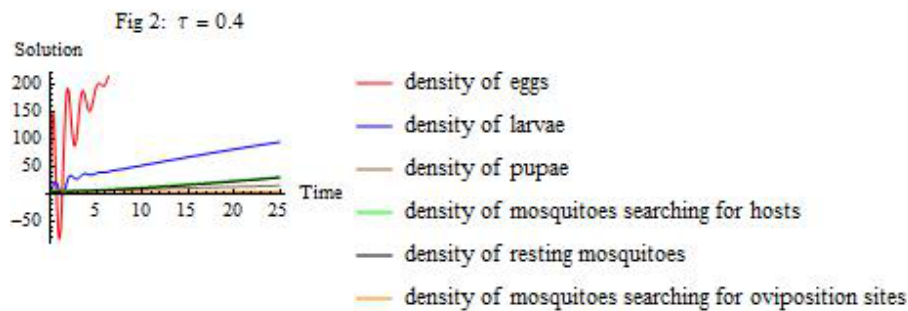 Fig 2: τ = 0.4
Solution
200
150
100
50
-50
5
10
15
20
25
Time
density of eggs
density of larvae
density of pupae
density of mosquitoes searching for hosts
density of resting mosquitoes
density of mosquitoes searching for oviposition sites